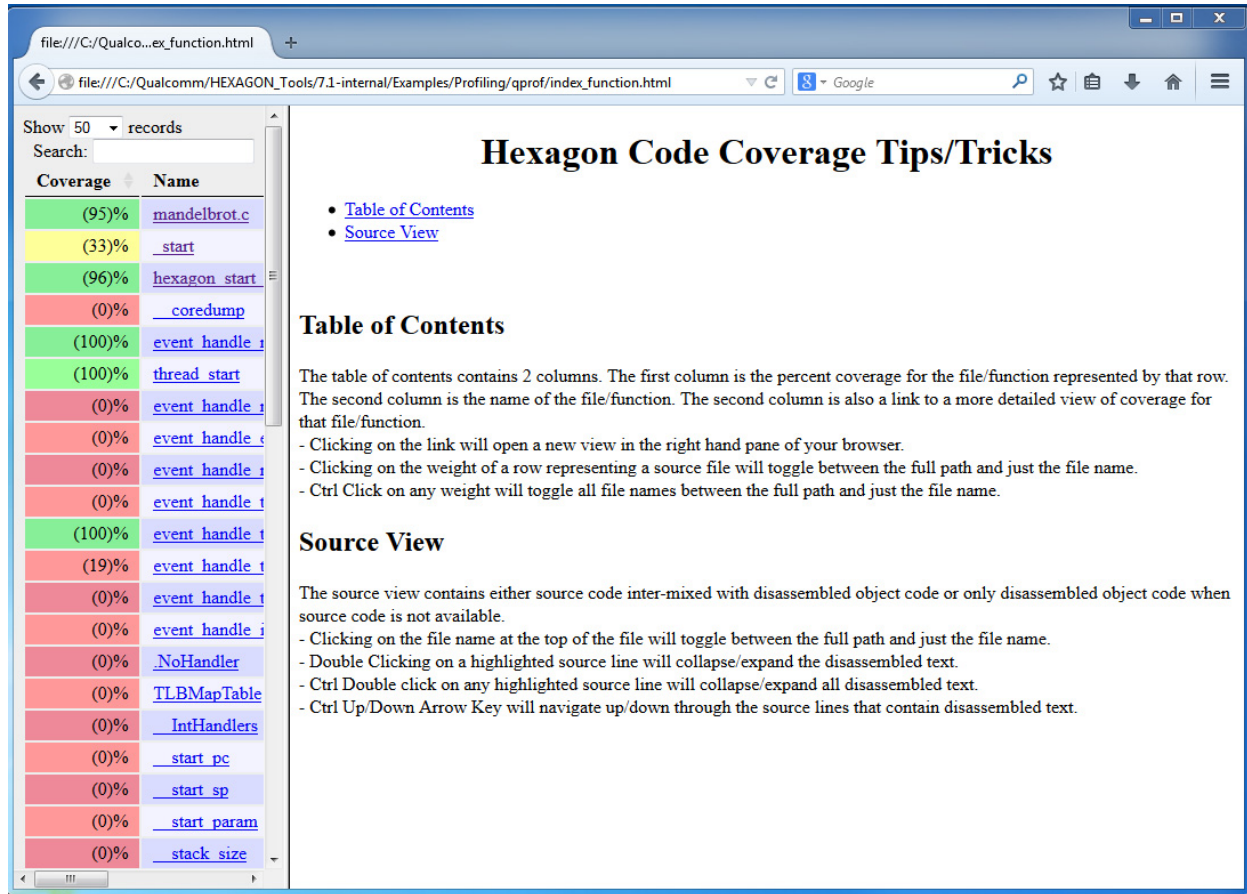 file:///C:/Qualco...ex_function.html
file:///C:/Qualcomm/HEXAGON_Tools/7.1-internal/Examples/Profiling/qprof/index_function.html
8 Google
Show 50 records
Search:
Coverage Name
(95)% mandelbrot.c
(33)% _start
(96)% hexagon_start_
(0)% __coredump
(100)% event_handle_r
(100)% thread_start
(0)% event_handle_r
(0)% event_handle_e
(0)% event_handle_r
(0)% event_handle_t
(100)% event_handle_t
(19)% event_handle_t
(0)% event_handle_t
(0)% event_handle_i
(0)% .NoHandler
(0)% TLBMapTable
(0)% __IntHandlers
(0)% __start_pc
(0)% __start_sp
(0)% __start_param
(0)% __stack_size
Hexagon Code Coverage Tips/Tricks
• Table of Contents
• Source View
Table of Contents
The table of contents contains 2 columns. The first column is the percent coverage for the file/function represented by that row.
The second column is the name of the file/function. The second column is also a link to a more detailed view of coverage for
that file/function.
- Clicking on the link will open a new view in the right hand pane of your browser.
- Clicking on the weight of a row representing a source file will toggle between the full path and just the file name.
- Ctrl Click on any weight will toggle all file names between the full path and just the file name.
Source View
The source view contains either source code inter-mixed with disassembled object code or only disassembled object code when
source code is not available.
- Clicking on the file name at the top of the file will toggle between the full path and just the file name.
- Double Clicking on a highlighted source line will collapse/expand the disassembled text.
- Ctrl Double click on any highlighted source line will collapse/expand all disassembled text.
- Ctrl Up/Down Arrow Key will navigate up/down through the source lines that contain disassembled text.